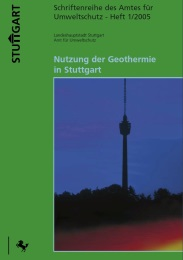 STUTTGART
Schriftenreihe des Amtes für
Umweltschutz - Heft 1/2005
Landeshauptstadt Stuttgart
Amt für Umweltschutz
Nutzung der Geothermie
in Stuttgart